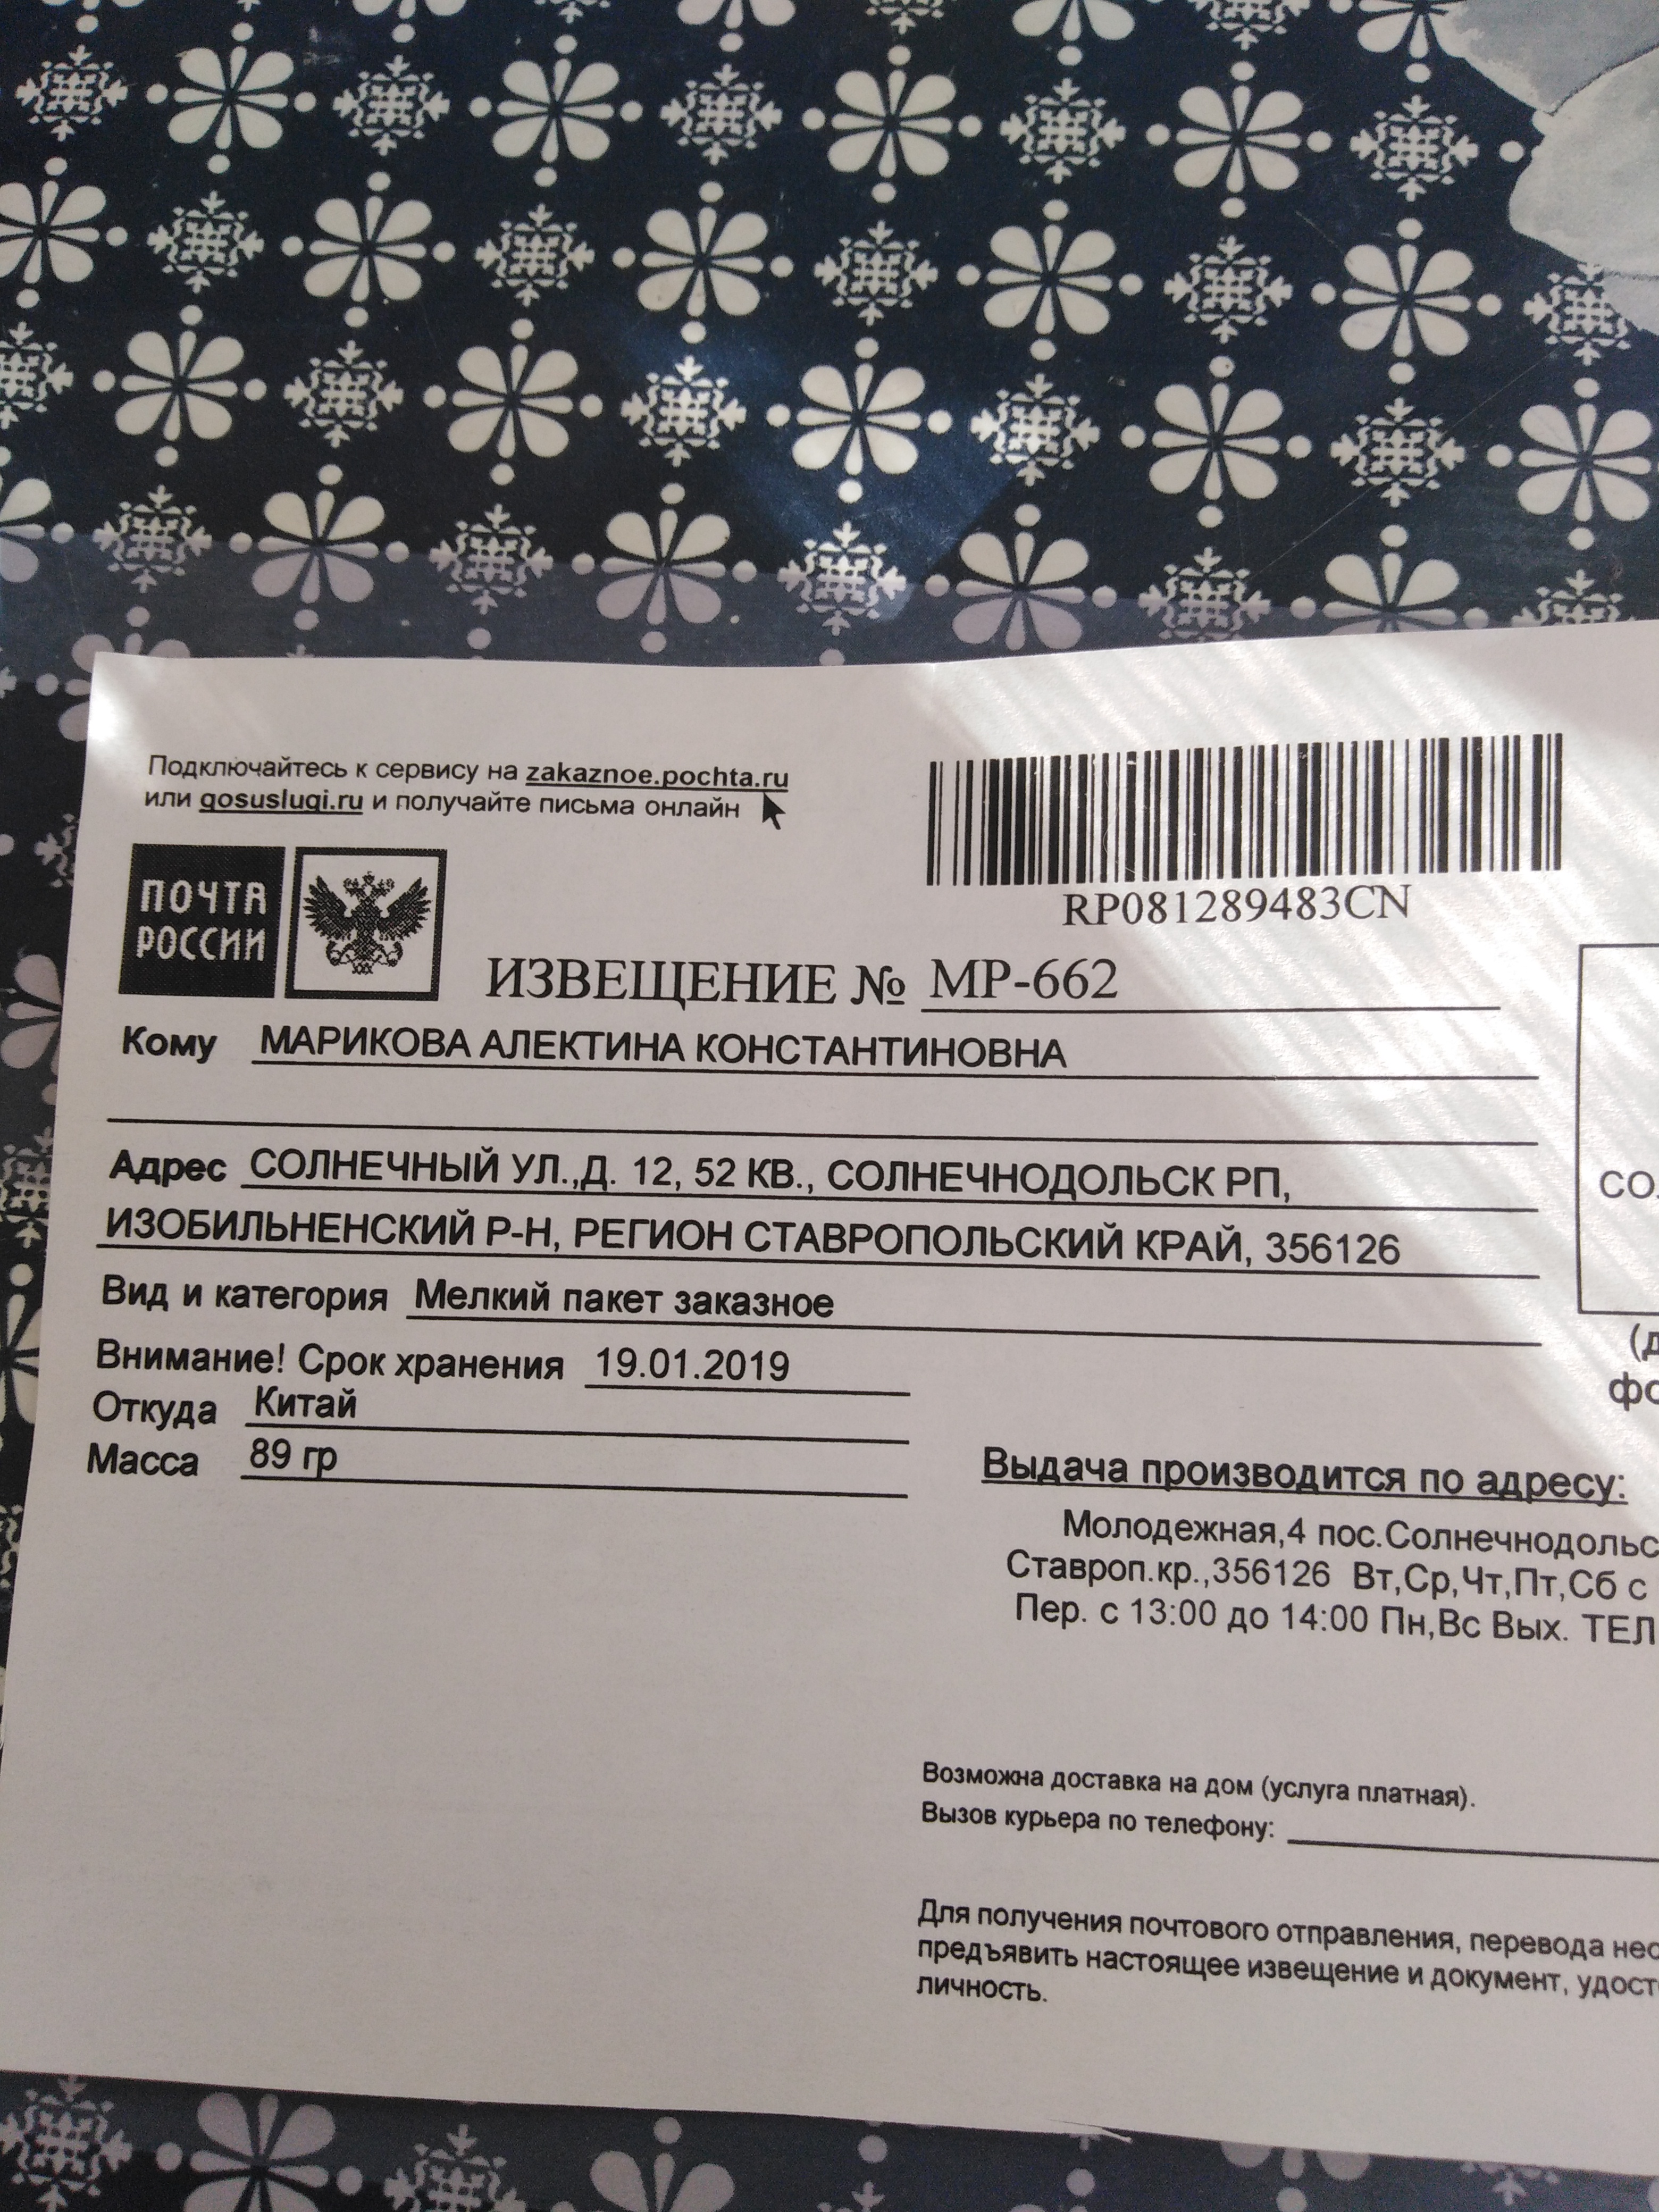 Подключайтесь к сервису на zakaznoe.pochta.ru
или gosuslugi.ru и получайте письма онлайн
ПОЧТА
РОССИИ
RP081289483CN
ИЗВЕЩЕНИЕ № МР-662
Кому МАРИКОВА АЛЕКТИНА КОНСТАНТИНОВНА
Адрес СОЛНЕЧНЫЙ УЛ.,Д. 12, 52 КВ., СОЛНЕЧНОДОЛЬСК РП,
ИЗОБИЛЬНЕНСКИЙ Р-Н, РЕГИОН СТАВРОПОЛЬСКИЙ КРАЙ, 356126
Вид и категория Мелкий пакет заказное
Внимание! Срок хранения 19.01.2019
Откуда Китай
Масса 89 гр
СО
Выдача производится по адресу:
Молодежная,4 пос.Солнечнодольс
Ставроп.кр.,356126 Вт,Ср,Чт,Пт,Сб с
Пер. с 13:00 до 14:00 Пн,Вс Вых. ТЕЛ
Возможна доставка на дом (услуга платная).
Вызов курьера по телефону:
Для получения почтового отправления, перевода нео
предъявить настоящее извещение и документ, удост
личность.